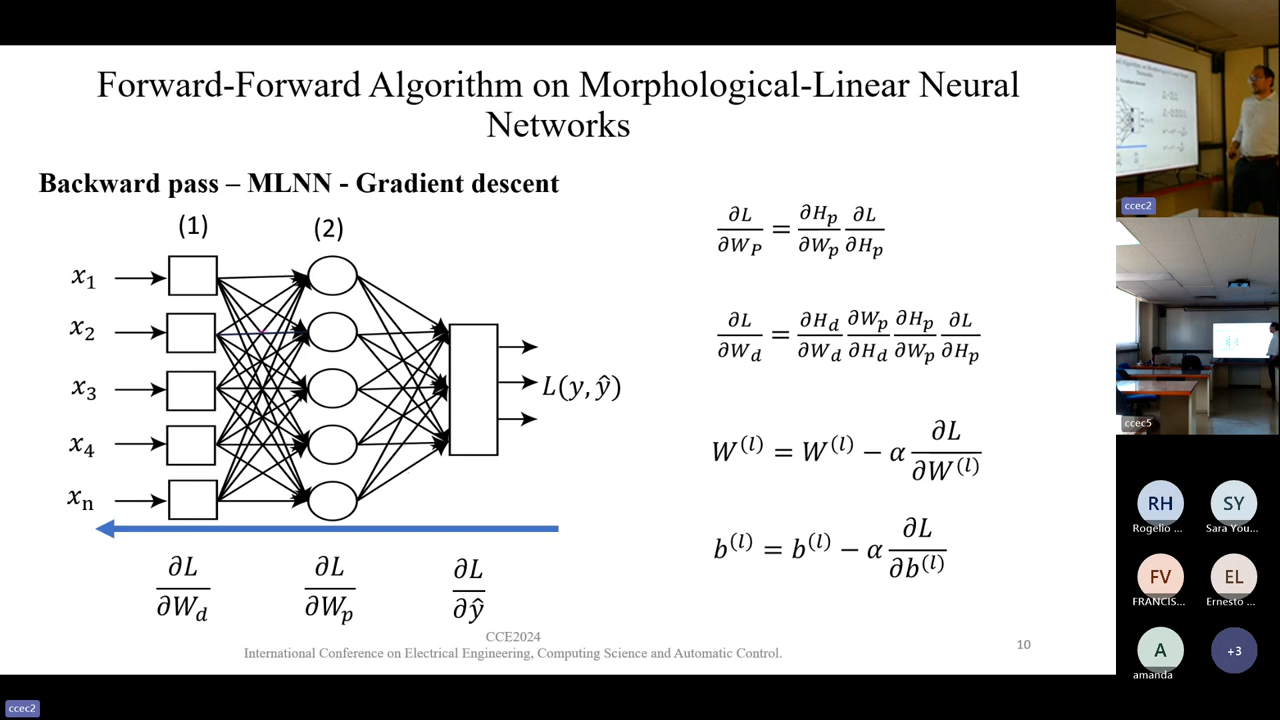 Forward-Forward Algorithm on Morphological-Linear Neural
Networks
Backward pass – MLNN - Gradient descent
(1) (2)
x₁
x₂
x₃
x₄
xₙ
L(y, ŷ)
∂L/∂W_d
∂L/∂W_p
∂L/∂ŷ
∂L/∂W_P = ∂H_p/∂W_p ∂L/∂H_p
∂L/∂W_d = ∂H_d/∂W_d ∂W_p/∂H_d ∂H_p/∂W_p ∂L/∂H_p
W^(l) = W^(l) − α ∂L/∂W^(l)
b^(l) = b^(l) − α ∂L/∂b^(l)
CCE2024
International Conference on Electrical Engineering, Computing Science and Automatic Control.
10
ccec2
ccec5
RH
Rogelio ...
SY
Sara You...
FV
FRANCIS...
EL
Ernesto ...
A
amanda
+3
ccec2